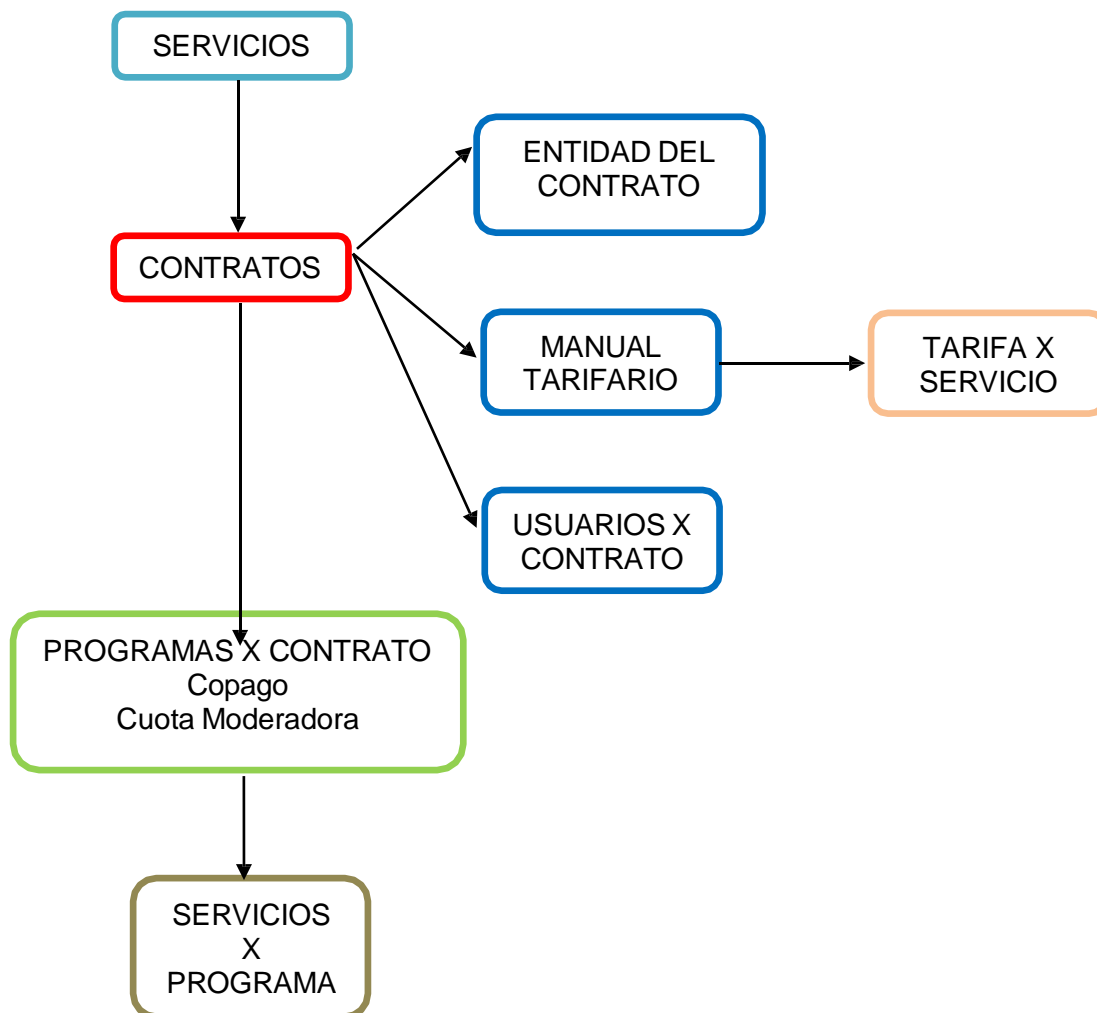 SERVICIOS
ENTIDAD DEL
CONTRATO
CONTRATOS
MANUAL
TARIFARIO
TARIFA X
SERVICIO
USUARIOS X
CONTRATO
PROGRAMAS X CONTRATO
Copago
Cuota Moderadora
SERVICIOS
X
PROGRAMA